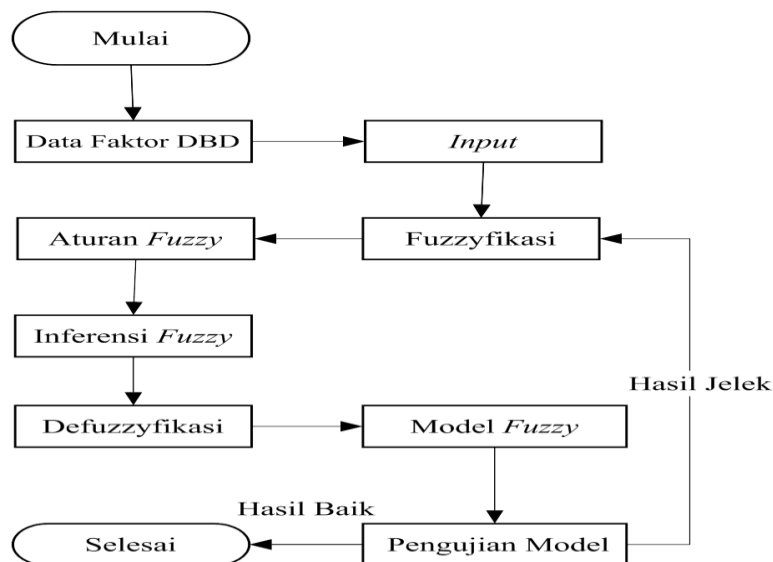 Mulai
Data Faktor DBD
Input
Aturan Fuzzy
Fuzzyfikasi
Inferensi Fuzzy
Hasil Jelek
Defuzzyfikasi
Model Fuzzy
Hasil Baik
Selesai
Pengujian Model